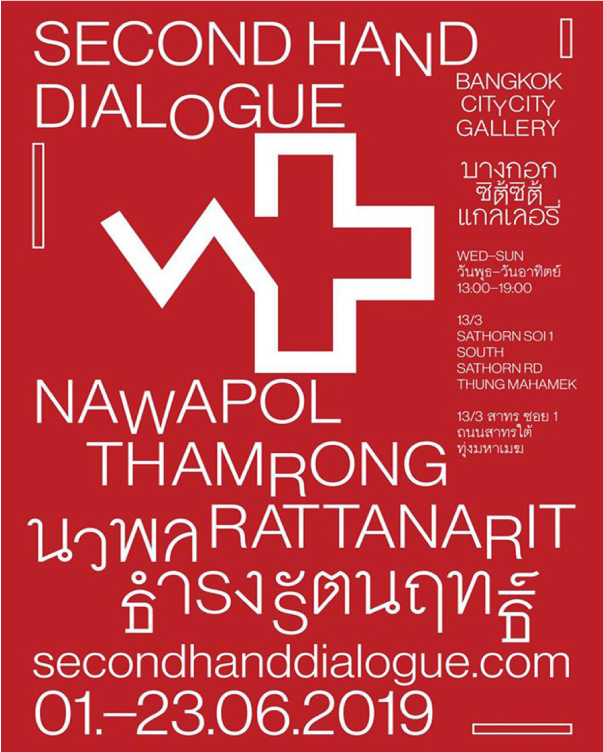 SECOND HAND
DIALOGUE
BANGKOK
CITYCITY
GALLERY
บางกอก
ซิตี้ซิตี้
แกลเลอรี่
WED–SUN
วันพุธ–วันอาทิตย์
13:00–19:00
13/3
SATHORN SOI 1
SOUTH
SATHORN RD
THUNG MAHAMEK
13/3 สาทร ซอย 1
ถนนสาทรใต้
ทุ่งมหาเมฆ
NAWAPOL
THAMRONG
RATTANARIT
นวพล
ธำรงรัตนฤทธิ์
secondhanddialogue.com
01.–23.06.2019